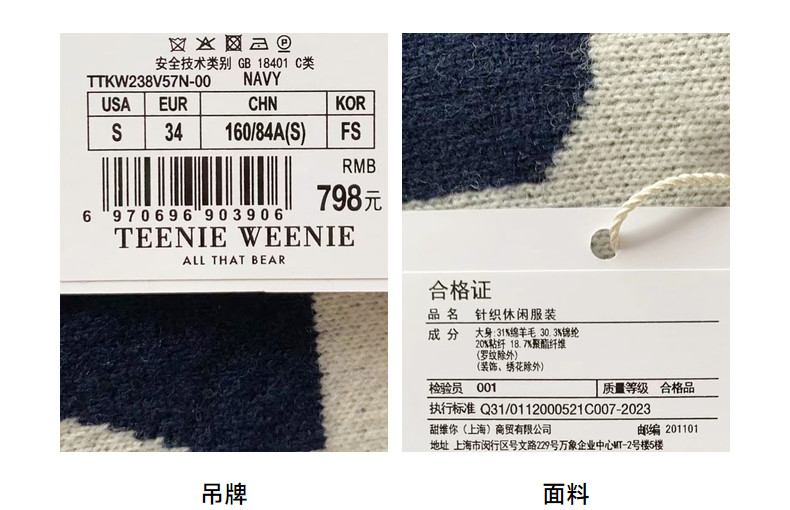 安全技术类别 GB 18401 C类
TTKW238V57N-00 NAVY
USA EUR CHN KOR
S 34 160/84A(S) FS
RMB
798元
6 970696 903906
TEENIE WEENIE
ALL THAT BEAR
吊牌
合格证
品名 针织休闲服装
成分 大身:31%绵羊毛 30.3%锦纶
20%粘纤 18.7%聚酯纤维
(罗纹除外)
(装饰、绣花除外)
检验员 001 质量等级 合格品
执行标准 Q31/0112000521C007-2023
甜维你（上海）商贸有限公司 邮编 201101
地址 上海市闵行区号文路229号万象企业中心MT-2号楼5楼
面料